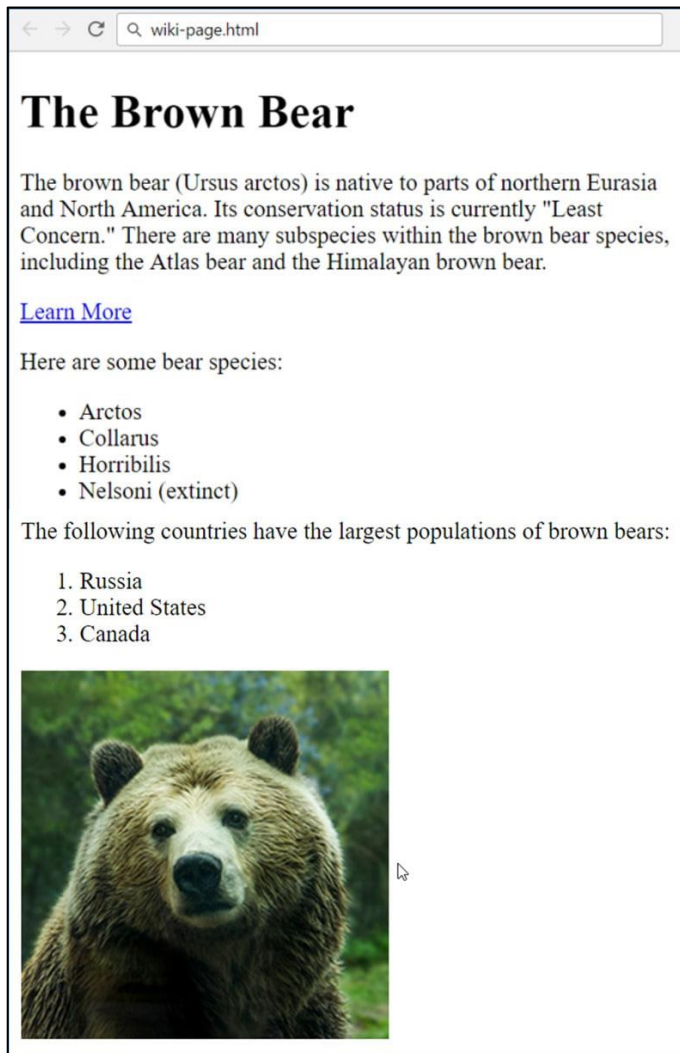 wiki-page.html
The Brown Bear
The brown bear (Ursus arctos) is native to parts of northern Eurasia
and North America. Its conservation status is currently "Least
Concern." There are many subspecies within the brown bear species,
including the Atlas bear and the Himalayan brown bear.
Learn More
Here are some bear species:
• Arctos
• Collarus
• Horribilis
• Nelsoni (extinct)
The following countries have the largest populations of brown bears:
1. Russia
2. United States
3. Canada